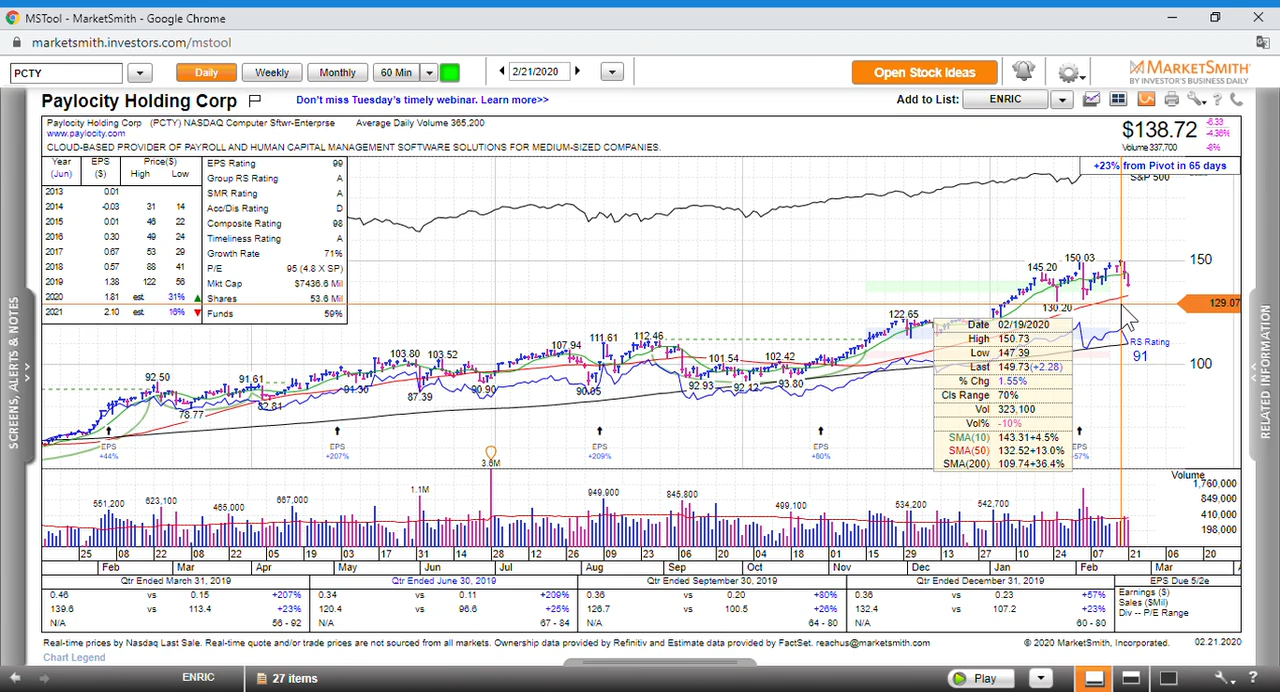 MSTool - MarketSmith - Google Chrome
marketsmith.investors.com/mstool
PCTY
Daily
Weekly
Monthly
60 Min
2/21/2020
Open Stock Ideas
MARKETSMITH
BY INVESTOR'S BUSINESS DAILY
Paylocity Holding Corp
Don't miss Tuesday's timely webinar. Learn more>>
Add to List:
ENRIC
Paylocity Holding Corp (PCTY) NASDAQ Computer Sftwr-Enterprse Average Daily Volume 365,200
www.paylocity.com
CLOUD-BASED PROVIDER OF PAYROLL AND HUMAN CAPITAL MANAGEMENT SOFTWARE SOLUTIONS FOR MEDIUM-SIZED COMPANIES.
$138.72
-6.33
-4.36%
Volume 337,700 -8%
+23% from Pivot in 65 days
S&P 500
Year EPS Price($)
(Jun) ($) High Low
2013 0.01
2014 -0.03 31 14
2015 0.01 46 22
2016 0.30 49 24
2017 0.67 53 29
2018 0.57 88 41
2019 1.38 122 56
2020 1.81 est 31%
2021 2.10 est 16%
EPS Rating 99
Group RS Rating A
SMR Rating A
Acc/Dis Rating D
Composite Rating 98
Timeliness Rating A
Growth Rate 71%
P/E 95 (4.8 X SP)
Mkt Cap $7436.6 Mil
Shares 53.6 Mil
Funds 59%
150
145.20 150.03
130.20
129.07
122.65
RS Rating
91
100
92.50 91.61 103.80 103.52 107.94 111.61 112.46 101.54 102.42
78.77 82.81 91.30 87.39 90.90 90.05 92.93 92.12 93.80
Date 02/19/2020
High 150.73
Low 147.39
Last 149.73(+2.28)
% Chg 1.55%
Cls Range 70%
Vol 323,100
Vol% -10%
SMA(10) 143.31+4.5%
SMA(50) 132.52+13.0%
SMA(200) 109.74+36.4%
EPS EPS EPS EPS EPS
+44% +207% +209% +80% +57%
3.6M
Volume
1,760,000
849,000
410,000
198,000
551,200 623,100 465,000 667,000 1.1M 949,900 845,800 499,100 534,200 542,700
25 08 22 08 22 05 19 03 17 31 14 28 12 26 09 23 06 20 04 18 01 15 29 13 27 10 24 07 21 06 20
Feb Mar Apr May Jun Jul Aug Sep Oct Nov Dec Jan Feb Mar A
Qtr Ended March 31, 2019 Qtr Ended June 30, 2019 Qtr Ended September 30, 2019 Qtr Ended December 31, 2019 EPS Due 5/2e
0.46 vs 0.15 +207% 0.34 vs 0.11 +209% 0.36 vs 0.20 +80% 0.36 vs 0.23 +57% Earnings ($)
139.6 vs 113.4 +23% 120.4 vs 96.6 +25% 126.7 vs 100.5 +26% 132.4 vs 107.2 +23% Sales ($Mil)
N/A 56 - 92 N/A 67 - 84 N/A 64 - 80 N/A 60 - 80 Div -- P/E Range
Real-time prices by Nasdaq Last Sale. Real-time quote and/or trade prices are not sourced from all markets. Ownership data provided by Refinitiv and Estimate data provided by FactSet. reachus@marketsmith.com
© 2020 MarketSmith, Incorporated. 02.21.2020
Chart Legend
SCREENS, ALERTS & NOTES
RELATED INFORMATION
ENRIC
27 items
Play